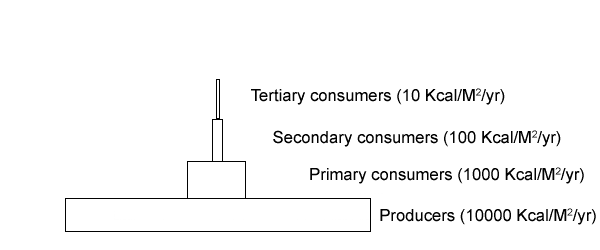 Tertiary consumers (10 Kcal/M²/yr)
Secondary consumers (100 Kcal/M²/yr)
Primary consumers (1000 Kcal/M²/yr)
Producers (10000 Kcal/M²/yr)